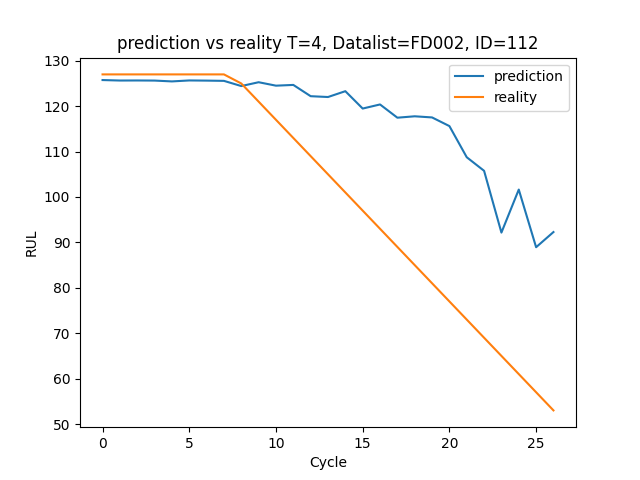 prediction vs reality T=4, Datalist=FD002, ID=112
prediction
reality
130
120
110
100
90
80
70
60
50
RUL
0 5 10 15 20 25
Cycle